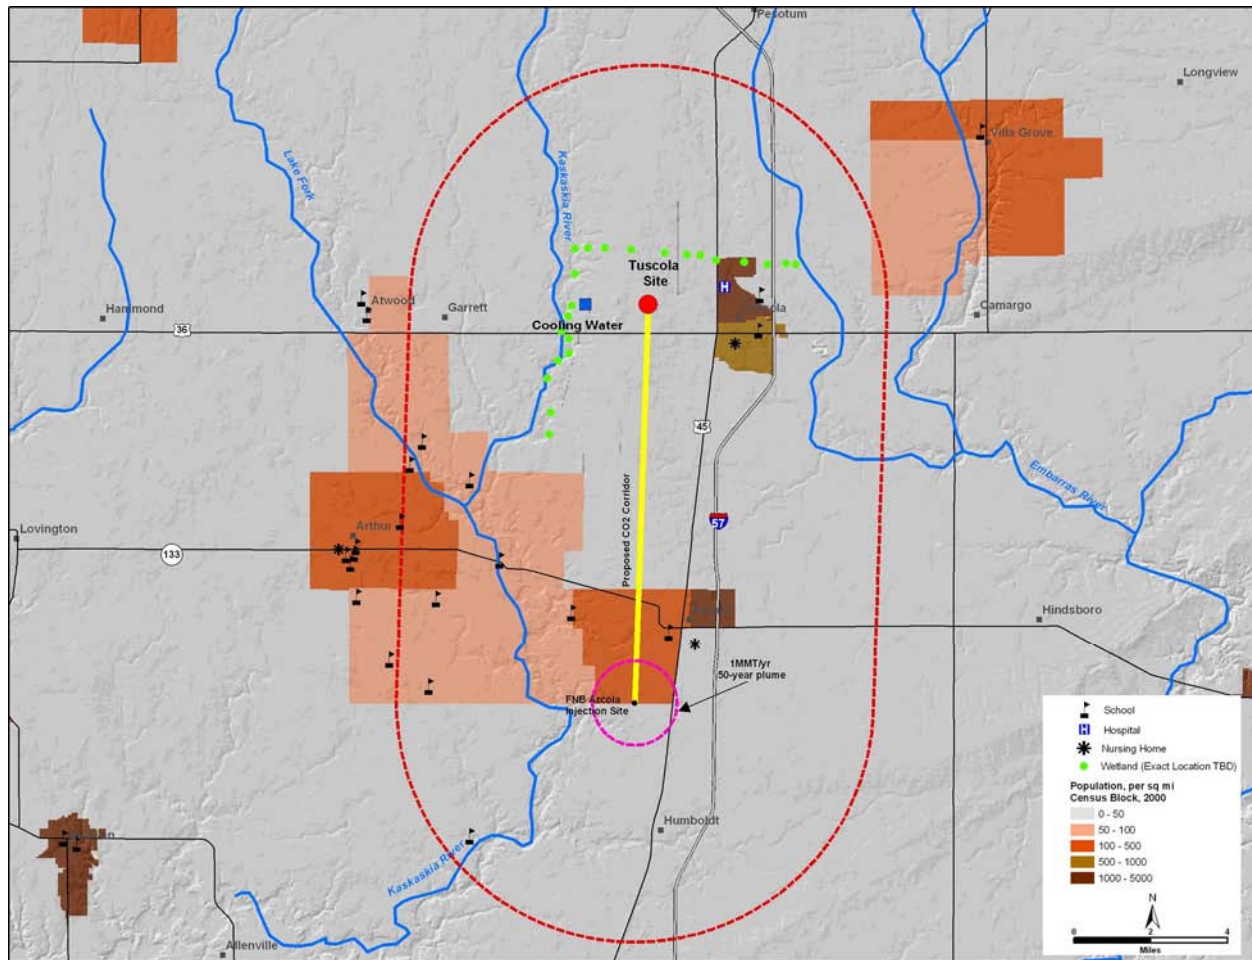 Pesotum
Longview
Villa Grove
Lake Fork
Kaskaskia River
Tuscola
Site
H
Hammond
Atwood
Garrett
Camargo
Cooling Water
36
45
Proposed CO2 Corridor
Embarras River
57
Lovington
Arthur
133
Hindsboro
1MMT/yr
50-year plume
FNB Arcola
Injection Site
Humboldt
Kaskaskia River
Allenville
School
H Hospital
Nursing Home
Wetland (Exact Location TBD)
Population, per sq mi
Census Block, 2000
0 - 50
50 - 100
100 - 500
500 - 1000
1000 - 5000
N
0 2 4
Miles